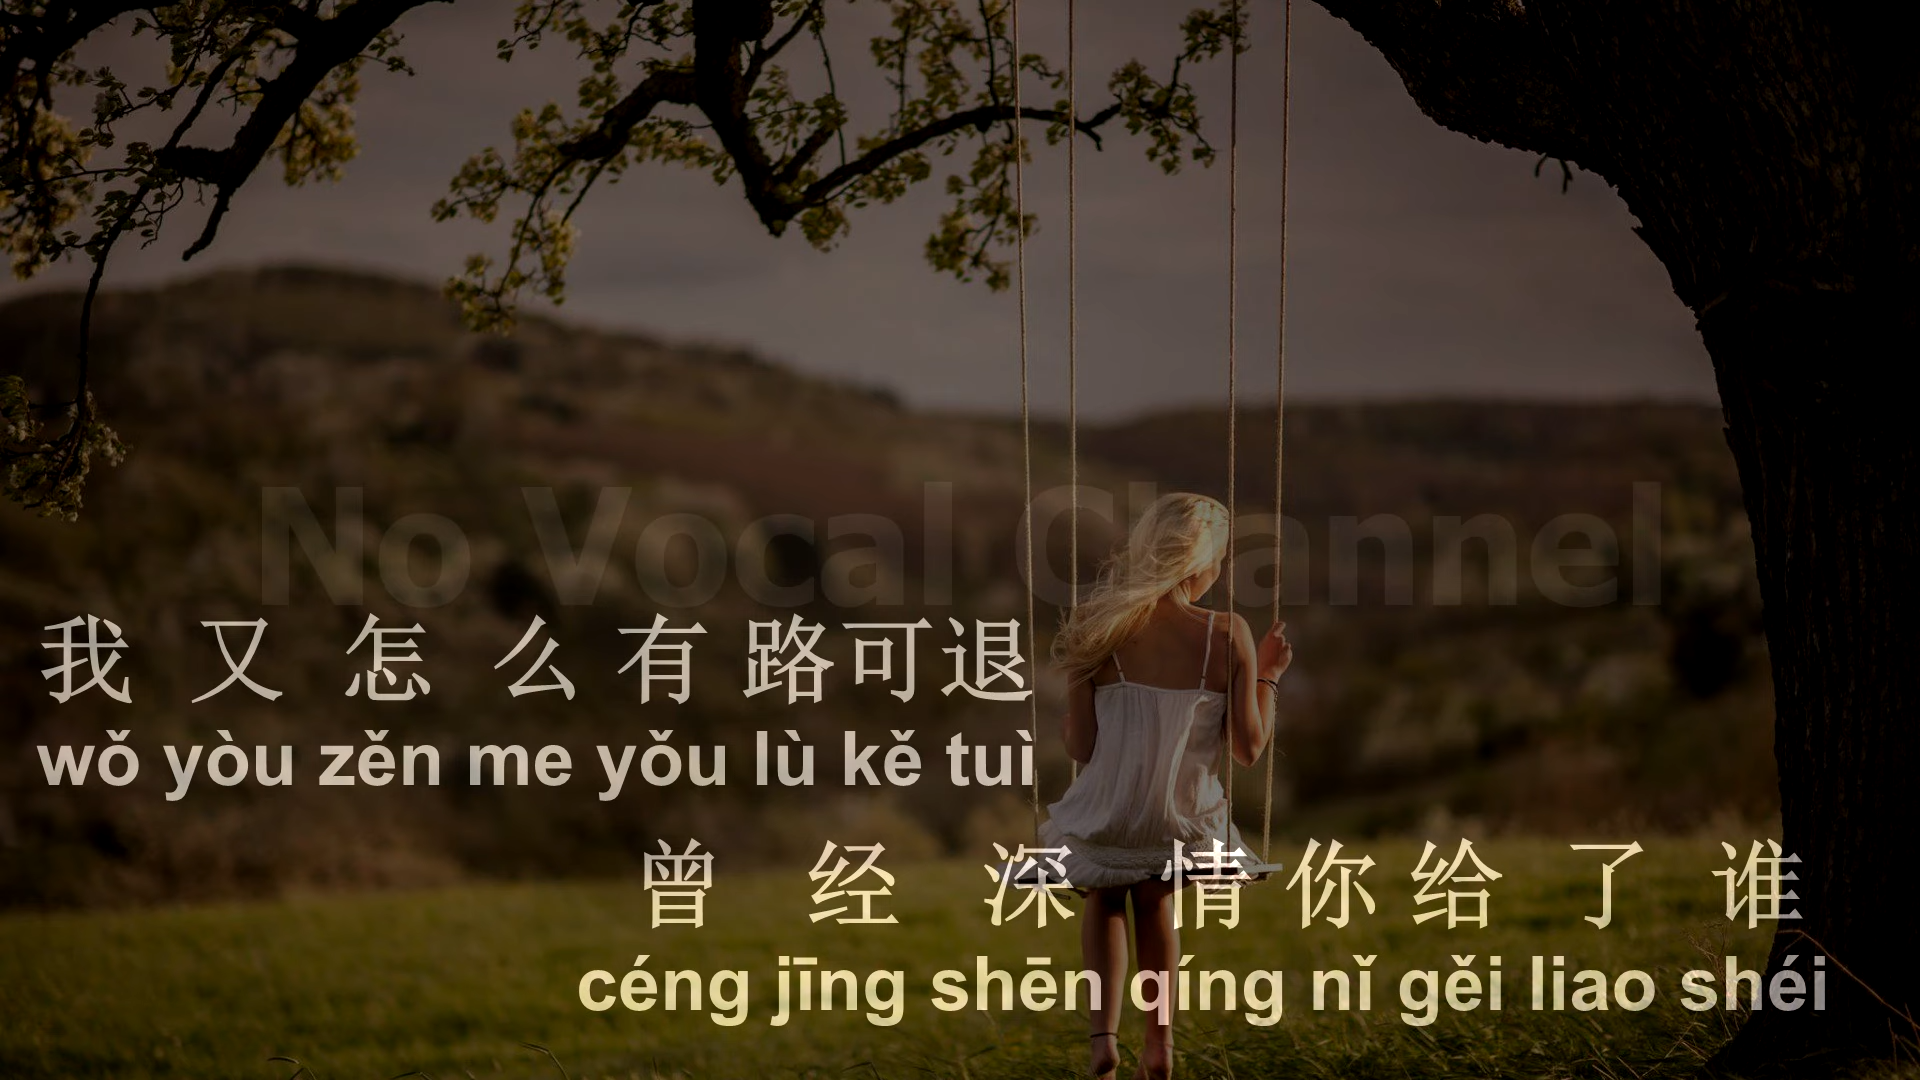 No Vocal Channel
我 又 怎 么 有 路可退
wǒ yòu zěn me yǒu lù kě tuì
曾 经 深 情 你 给 了 谁
céng jīng shēn qíng nǐ gěi liao shéi